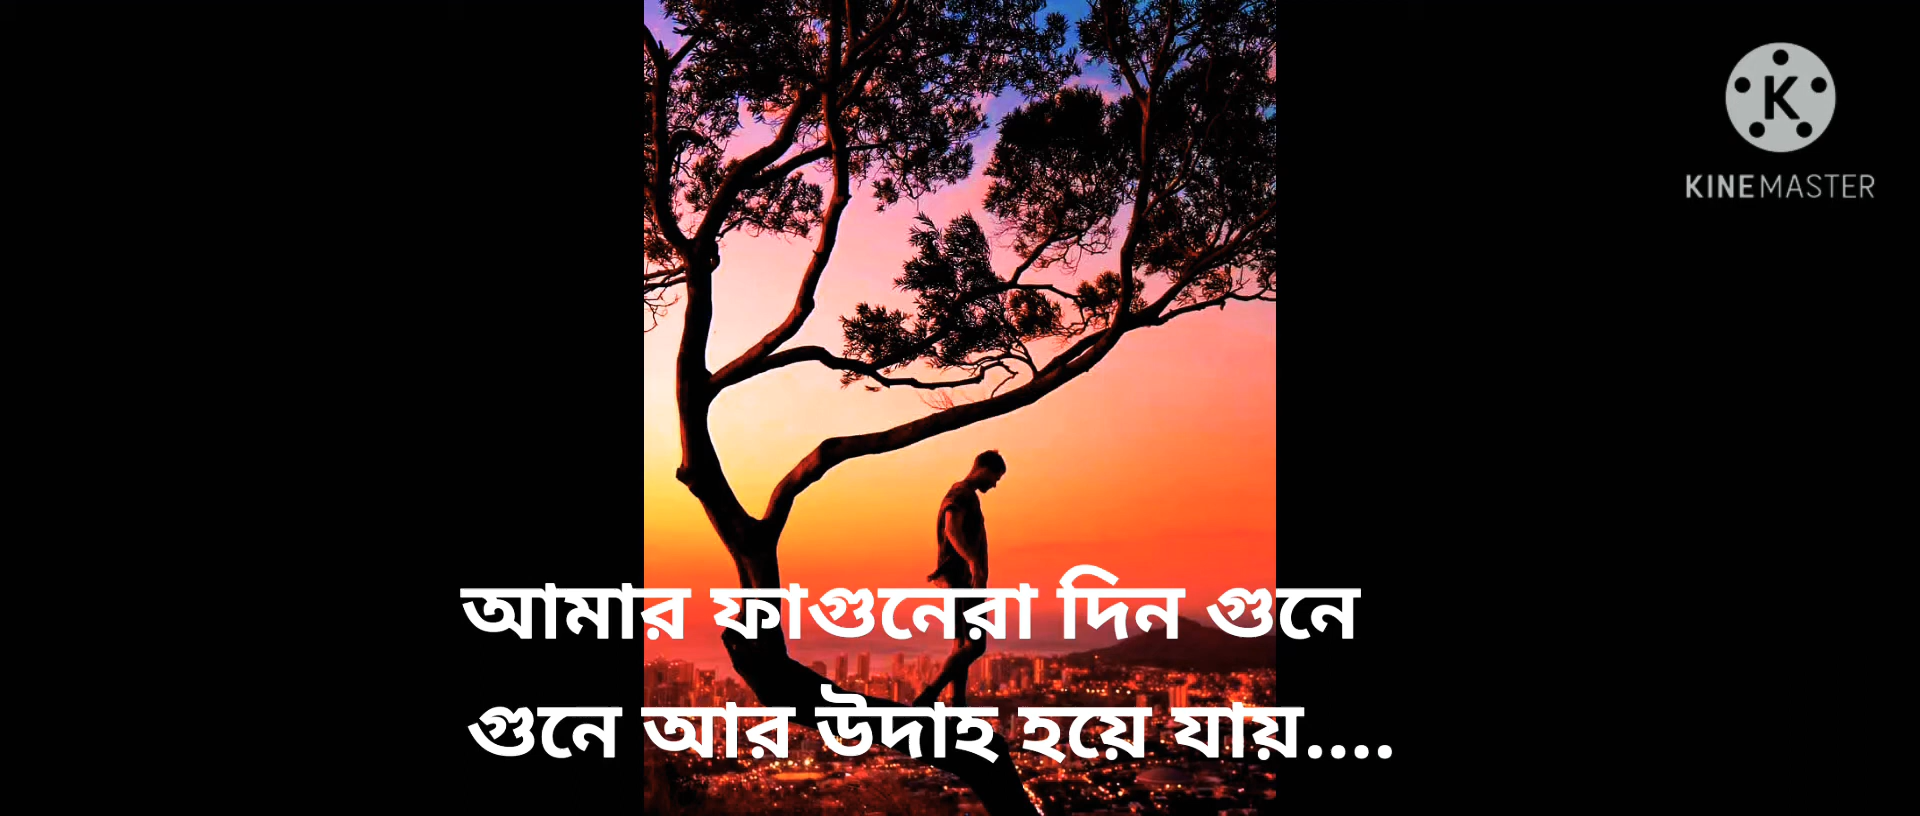 KINEMASTER
আমার ফাগুনেরা দিন গুনে
গুনে আর উদাহ হয়ে যায়....